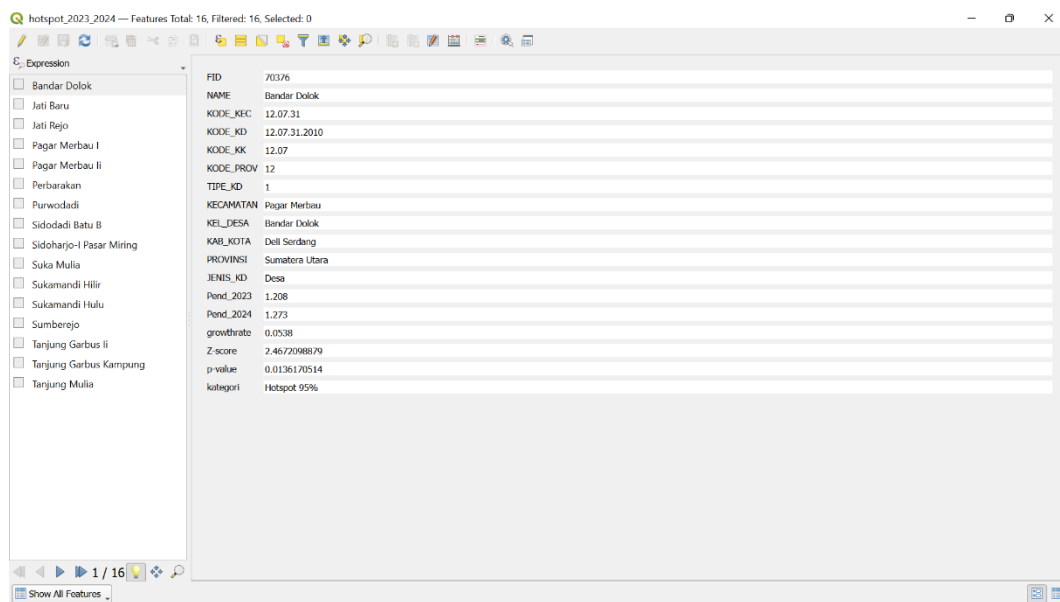 hotspot_2023_2024 — Features Total: 16, Filtered: 16, Selected: 0
Expression
Bandar Dolok
Jati Baru
Jati Rejo
Pagar Merbau I
Pagar Merbau Ii
Perbarakan
Purwodadi
Sidodadi Batu B
Sidoharjo-I Pasar Miring
Suka Mulia
Sukamandi Hilir
Sukamandi Hulu
Sumberejo
Tanjung Garbus Ii
Tanjung Garbus Kampung
Tanjung Mulia
FID 70376
NAME Bandar Dolok
KODE_KEC 12.07.31
KODE_KD 12.07.31.2010
KODE_KK 12.07
KODE_PROV 12
TIPE_KD 1
KECAMATAN Pagar Merbau
KEL_DESA Bandar Dolok
KAB_KOTA Deli Serdang
PROVINSI Sumatera Utara
JENIS_KD Desa
Pend_2023 1.208
Pend_2024 1.273
growthrate 0.0538
Z-score 2.4672098879
p-value 0.0136170514
kategori Hotspot 95%
1 / 16
Show All Features